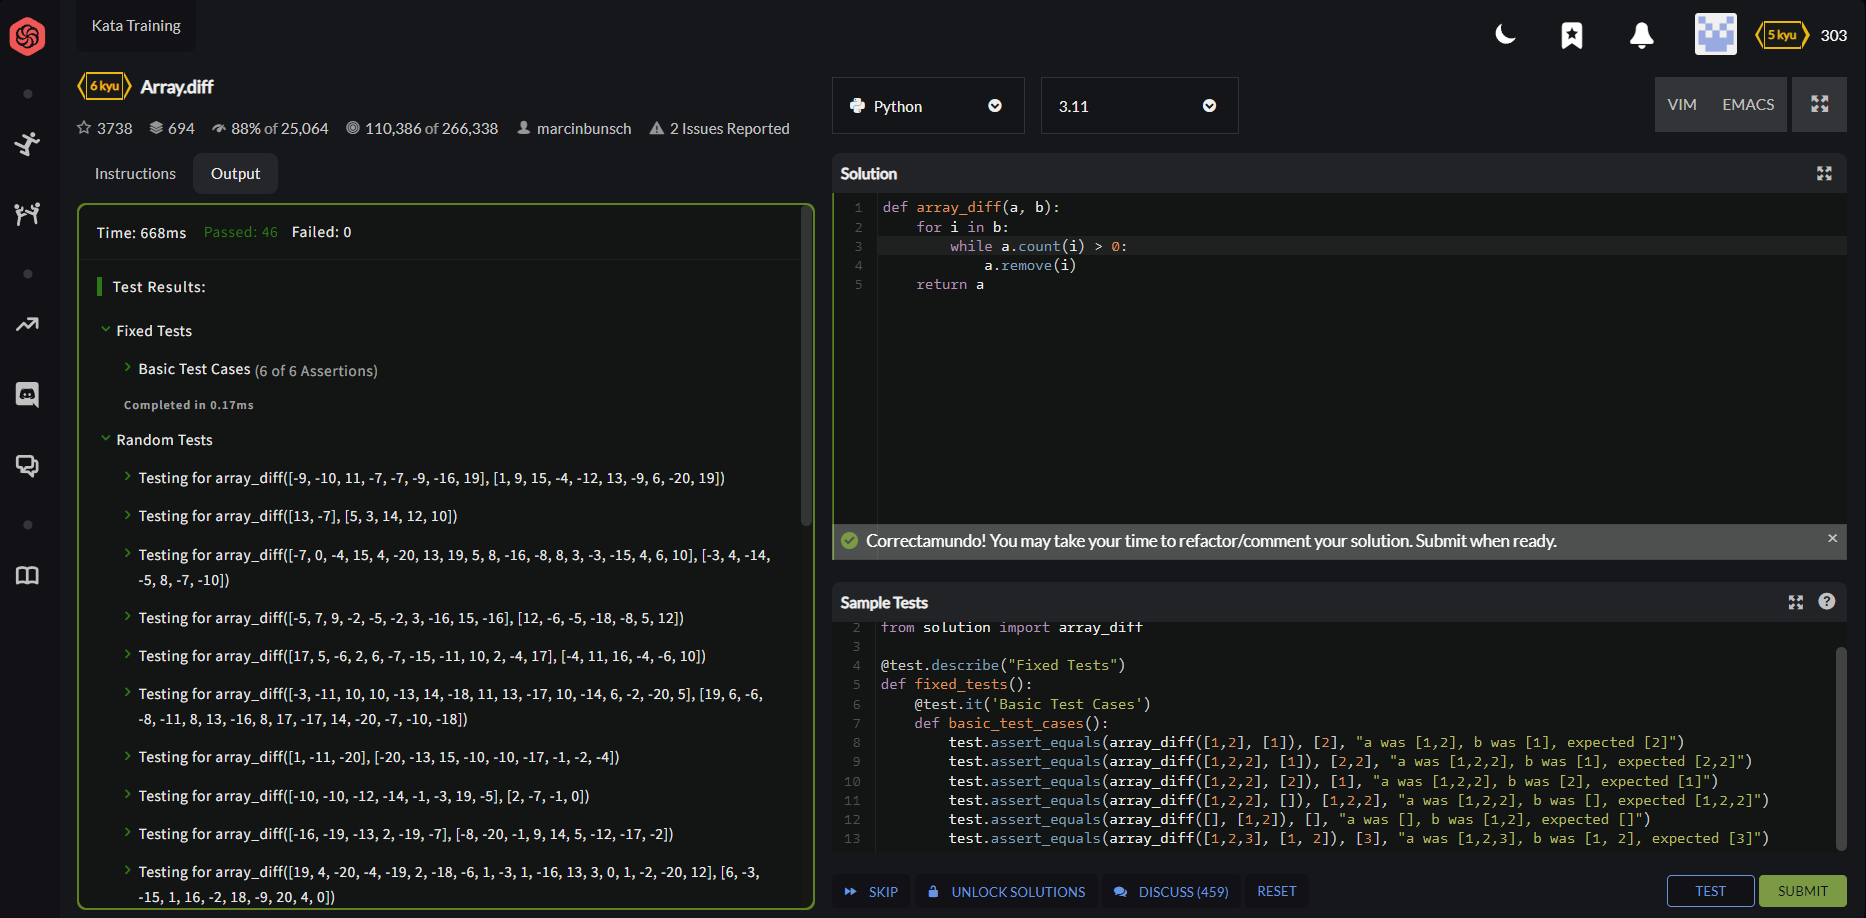 Kata Training
5 kyu 303
6 kyu Array.diff
3738 694 88% of 25,064 110,386 of 266,338 marcinbunsch 2 Issues Reported
Instructions Output
Time: 668ms Passed: 46 Failed: 0
Test Results:
Fixed Tests
Basic Test Cases (6 of 6 Assertions)
Completed in 0.17ms
Random Tests
Testing for array_diff([-9, -10, 11, -7, -7, -9, -16, 19], [1, 9, 15, -4, -12, 13, -9, 6, -20, 19])
Testing for array_diff([13, -7], [5, 3, 14, 12, 10])
Testing for array_diff([-7, 0, -4, 15, 4, -20, 13, 19, 5, 8, -16, -8, 8, 3, -3, -15, 4, 6, 10], [-3, 4, -14,
-5, 8, -7, -10])
Testing for array_diff([-5, 7, 9, -2, -5, -2, 3, -16, 15, -16], [12, -6, -5, -18, -8, 5, 12])
Testing for array_diff([17, 5, -6, 2, 6, -7, -15, -11, 10, 2, -4, 17], [-4, 11, 16, -4, -6, 10])
Testing for array_diff([-3, -11, 10, 10, -13, 14, -18, 11, 13, -17, 10, -14, 6, -2, -20, 5], [19, 6, -6,
-8, -11, 8, 13, -16, 8, 17, -17, 14, -20, -7, -10, -18])
Testing for array_diff([1, -11, -20], [-20, -13, 15, -10, -10, -17, -1, -2, -4])
Testing for array_diff([-10, -10, -12, -14, -1, -3, 19, -5], [2, -7, -1, 0])
Testing for array_diff([-16, -19, -13, 2, -19, -7], [-8, -20, -1, 9, 14, 5, -12, -17, -2])
Testing for array_diff([19, 4, -20, -4, -19, 2, -18, -6, 1, -3, 1, -16, 13, 3, 0, 1, -2, -20, 12], [6, -3,
-15, 1, 16, -2, 18, -9, 20, 4, 0])
Python 3.11 VIM EMACS
Solution
1 def array_diff(a, b):
2 for i in b:
3 while a.count(i) > 0:
4 a.remove(i)
5 return a
Correctamundo! You may take your time to refactor/comment your solution. Submit when ready. ×
Sample Tests ?
2 from solution import array_diff
3
4 @test.describe("Fixed Tests")
5 def fixed_tests():
6 @test.it('Basic Test Cases')
7 def basic_test_cases():
8 test.assert_equals(array_diff([1,2], [1]), [2], "a was [1,2], b was [1], expected [2]")
9 test.assert_equals(array_diff([1,2,2], [1]), [2,2], "a was [1,2,2], b was [1], expected [2,2]")
10 test.assert_equals(array_diff([1,2,2], [2]), [1], "a was [1,2,2], b was [2], expected [1]")
11 test.assert_equals(array_diff([1,2,2], []), [1,2,2], "a was [1,2,2], b was [], expected [1,2,2]")
12 test.assert_equals(array_diff([], [1,2]), [], "a was [], b was [1,2], expected []")
13 test.assert_equals(array_diff([1,2,3], [1, 2]), [3], "a was [1,2,3], b was [1, 2], expected [3]")
SKIP UNLOCK SOLUTIONS DISCUSS (459) RESET TEST SUBMIT